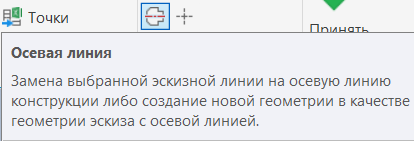 Точки
Принять
Осевая линия
Замена выбранной эскизной линии на осевую линию
конструкции либо создание новой геометрии в качестве
геометрии эскиза с осевой линией.